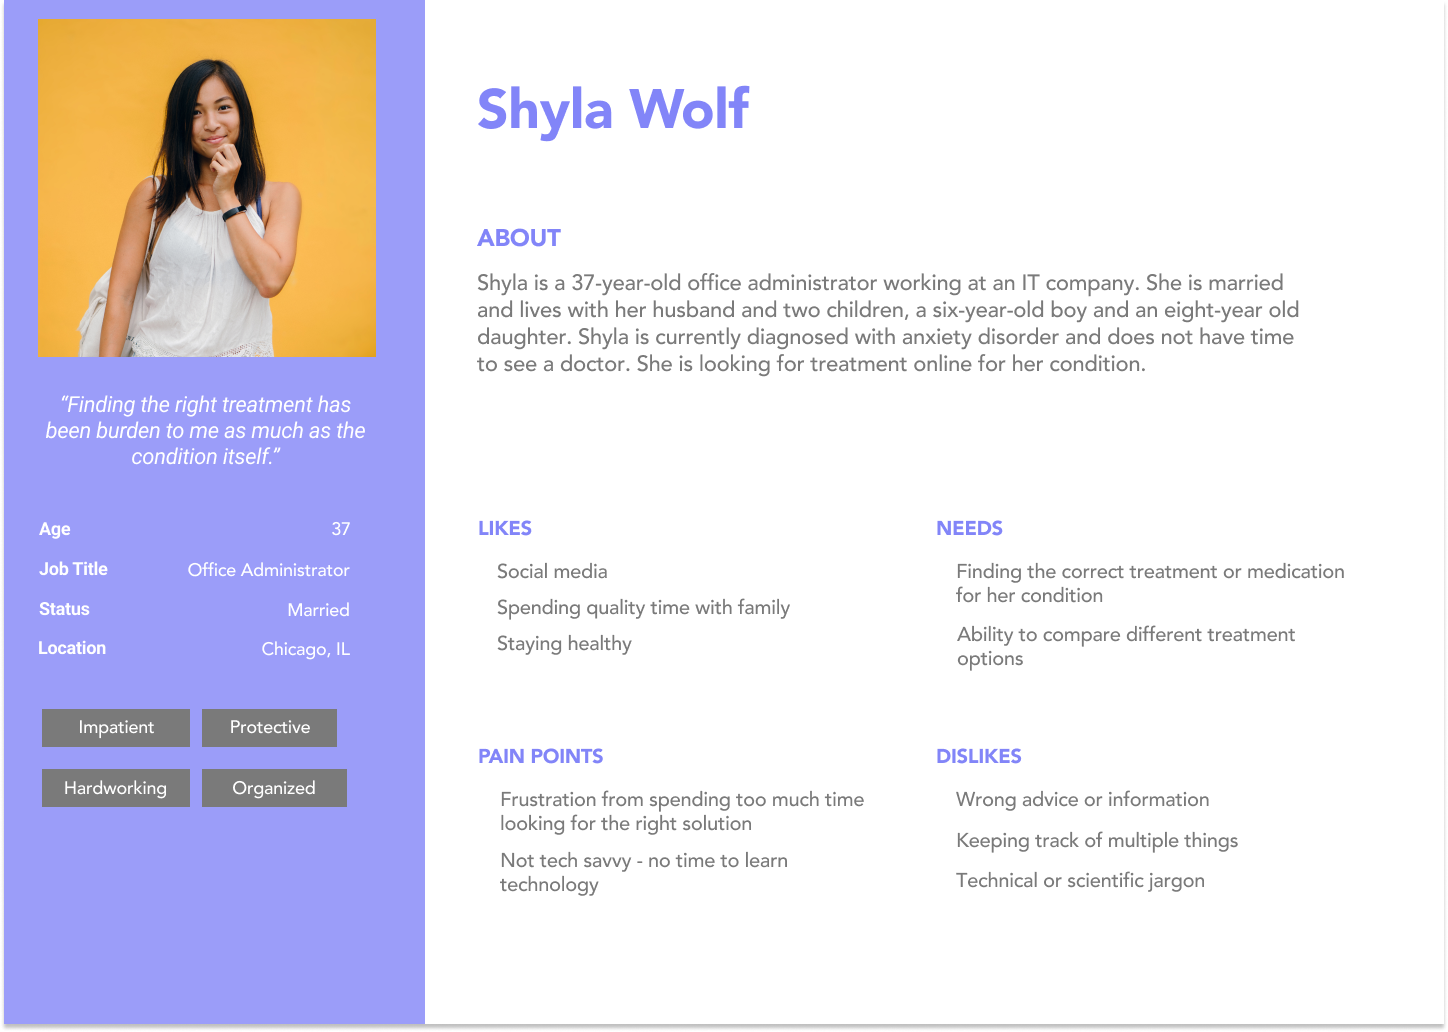 “Finding the right treatment has
been burden to me as much as the
condition itself.”
Age 37
Job Title Office Administrator
Status Married
Location Chicago, IL
Impatient Protective
Hardworking Organized
Shyla Wolf
ABOUT
Shyla is a 37-year-old office administrator working at an IT company. She is married
and lives with her husband and two children, a six-year-old boy and an eight-year old
daughter. Shyla is currently diagnosed with anxiety disorder and does not have time
to see a doctor. She is looking for treatment online for her condition.
LIKES
Social media
Spending quality time with family
Staying healthy
NEEDS
Finding the correct treatment or medication
for her condition
Ability to compare different treatment
options
PAIN POINTS
Frustration from spending too much time
looking for the right solution
Not tech savvy - no time to learn
technology
DISLIKES
Wrong advice or information
Keeping track of multiple things
Technical or scientific jargon